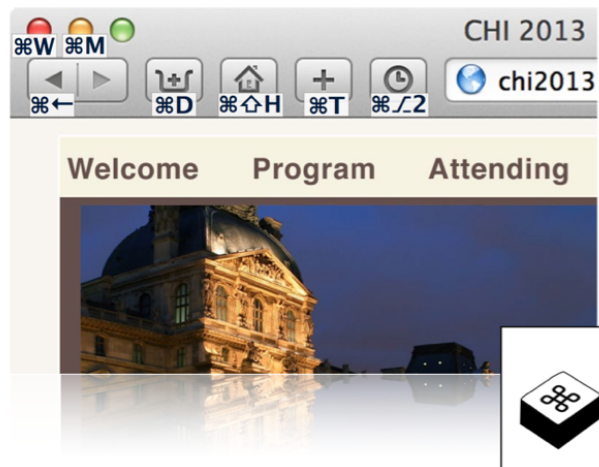 CHI 2013
⌘W ⌘M
chi2013
⌘← ⌘D ⌘⇧H ⌘T ⌘⌥2
Welcome Program Attending
⌘